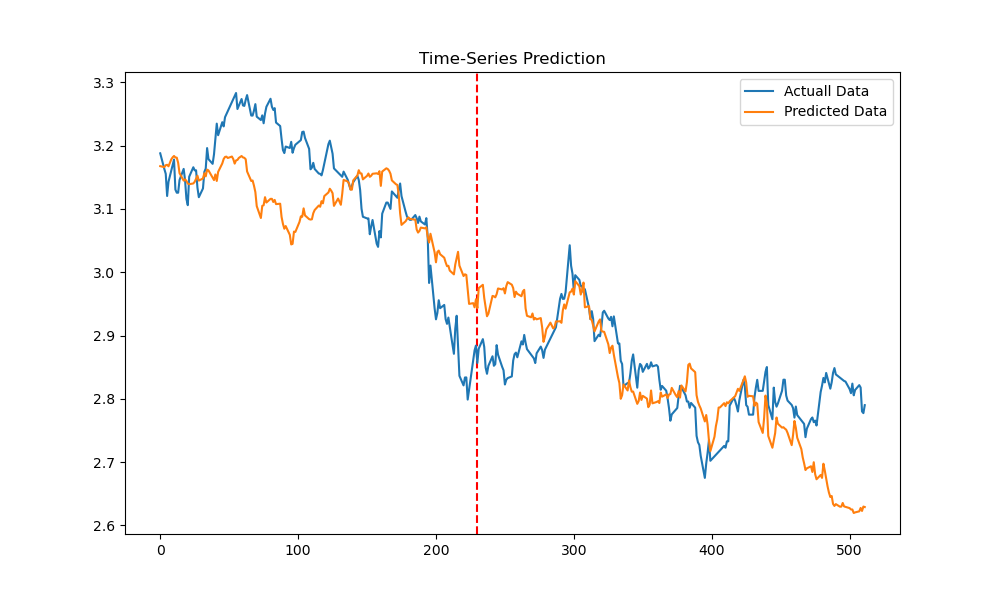 Time-Series Prediction
Actuall Data
Predicted Data
3.3
3.2
3.1
3.0
2.9
2.8
2.7
2.6
0 100 200 300 400 500